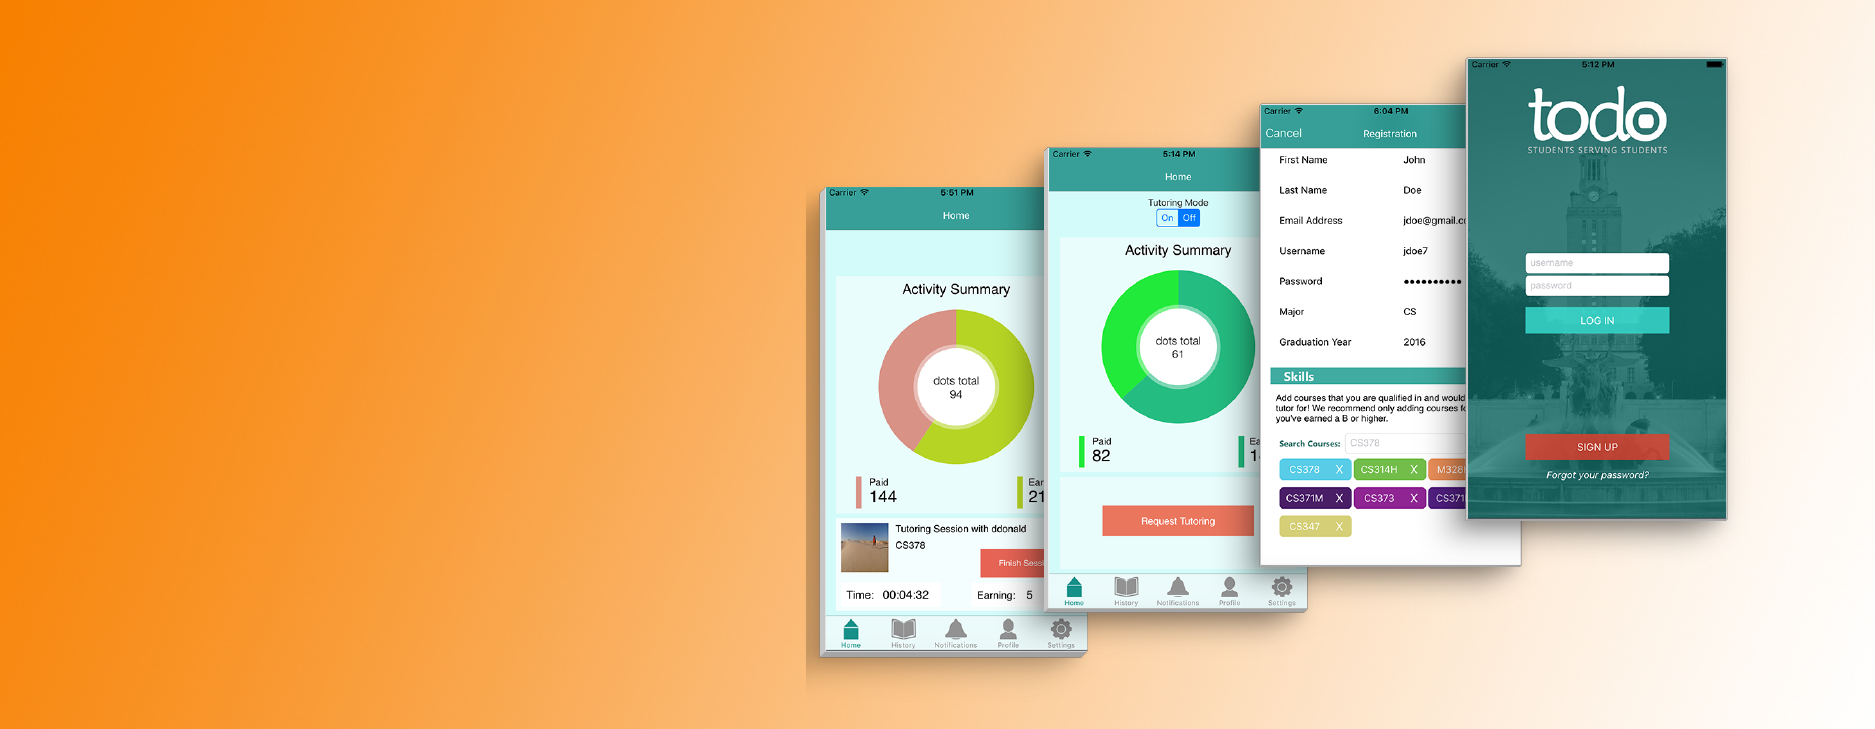 Carrier
5:51 PM
Home
Activity Summary
dots total
94
Paid
144
21
Tutoring Session with ddonald
CS378
Finish
Time: 00:04:32
Earning: 5
Home History Notifications Profile Settings
Carrier
5:14 PM
Home
Tutoring Mode
On Off
Activity Summary
dots total
61
Paid
82
Request Tutoring
Home History Notifications Profile Settings
Carrier
6:04 PM
Cancel
Registration
First Name John
Last Name Doe
Email Address jdoe@gmail.co
Username jdoe7
Password ••••••••••
Major CS
Graduation Year 2016
Skills
Add courses that you are qualified in and would
tutor for! We recommend only adding courses fo
you've earned a B or higher.
Search Courses: CS378
CS378 X CS314H X M328
CS371M X CS373 X CS371
CS347 X
Carrier
5:12 PM
todo
STUDENTS SERVING STUDENTS
username
password
LOG IN
SIGN UP
Forgot your password?